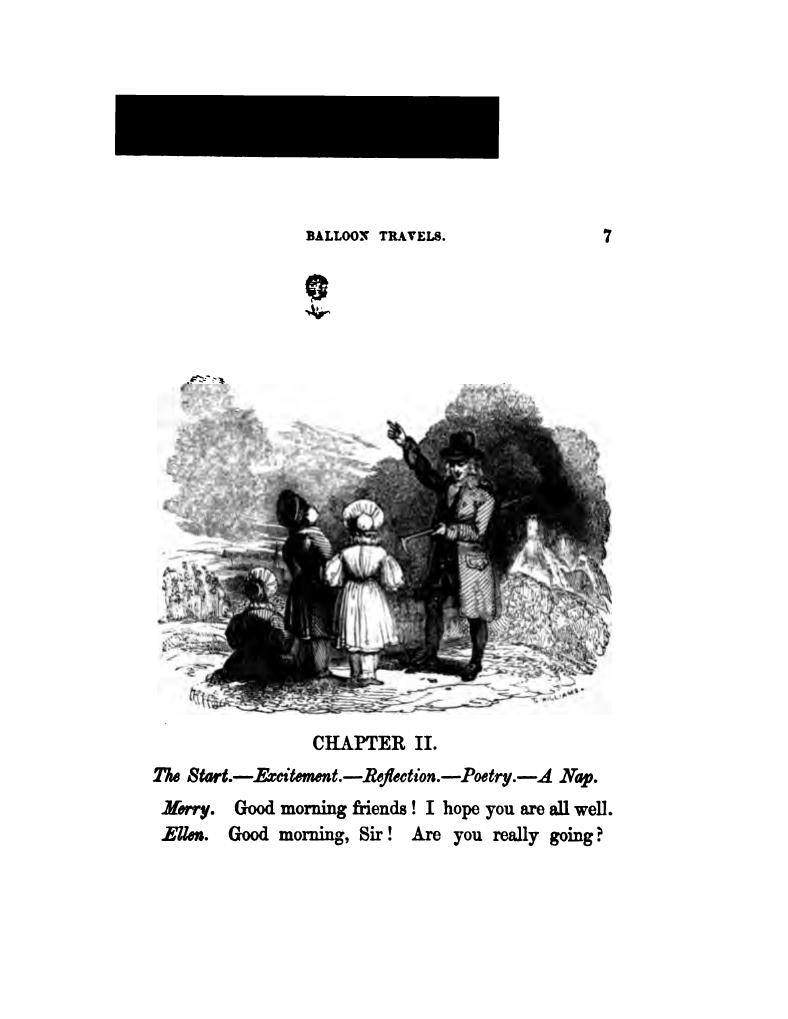 BALLOON TRAVELS. 7
WILLIAMS.
CHAPTER II.
The Start.—Excitement.—Reflection.—Poetry.—A Nap.
Merry. Good morning friends! I hope you are all well.
Ellen. Good morning, Sir! Are you really going?